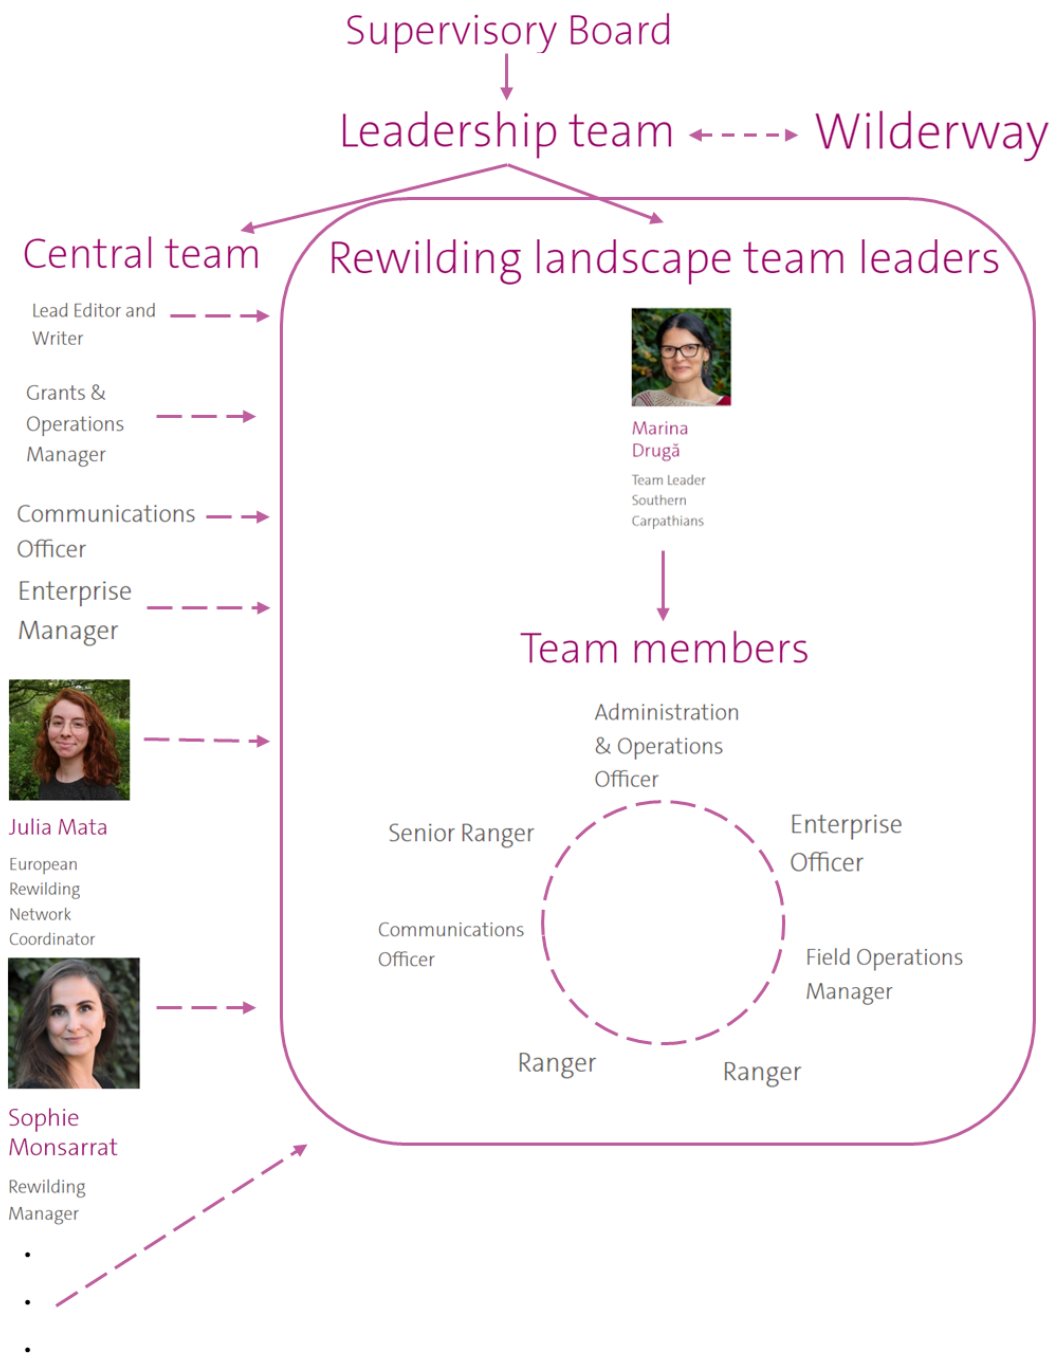 Supervisory Board
Leadership team
Wilderway
Central team
Rewilding landscape team leaders
Lead Editor and
Writer
Grants &
Operations
Manager
Communications
Officer
Enterprise
Manager
Julia Mata
European
Rewilding
Network
Coordinator
Sophie
Monsarrat
Rewilding
Manager
Marina
Drugă
Team Leader
Southern
Carpathians
Team members
Administration
& Operations
Officer
Senior Ranger
Enterprise
Officer
Communications
Officer
Field Operations
Manager
Ranger
Ranger